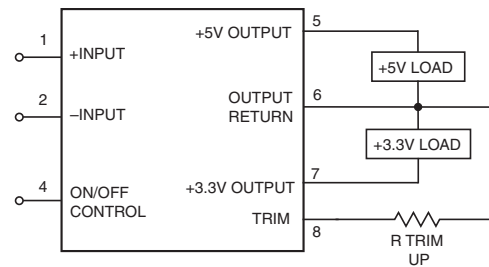 1
+INPUT
2
–INPUT
4
ON/OFF
CONTROL
+5V OUTPUT
5
OUTPUT
RETURN
6
+3.3V OUTPUT
7
TRIM
8
+5V LOAD
+3.3V LOAD
R TRIM
UP